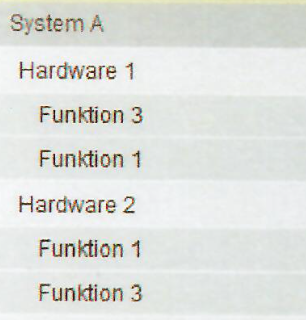 System A
Hardware 1
Funktion 3
Funktion 1
Hardware 2
Funktion 1
Funktion 3